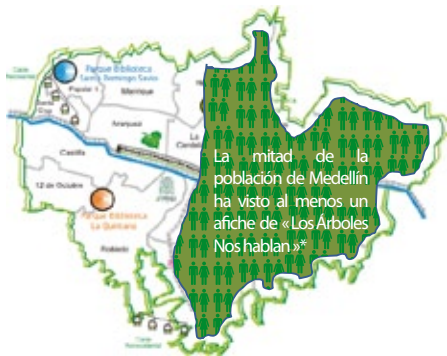 Parque Biblioteca
Santo Domingo Savio
Popular 1
Manrique
Santa
Cruz
Aranjuez
La
Castilla
12 de Octubre
Parque Biblioteca
La Quintana
Robledo
La mitad de la
población de Medellín
ha visto al menos un
afiche de «Los Árboles
Nos hablan»*